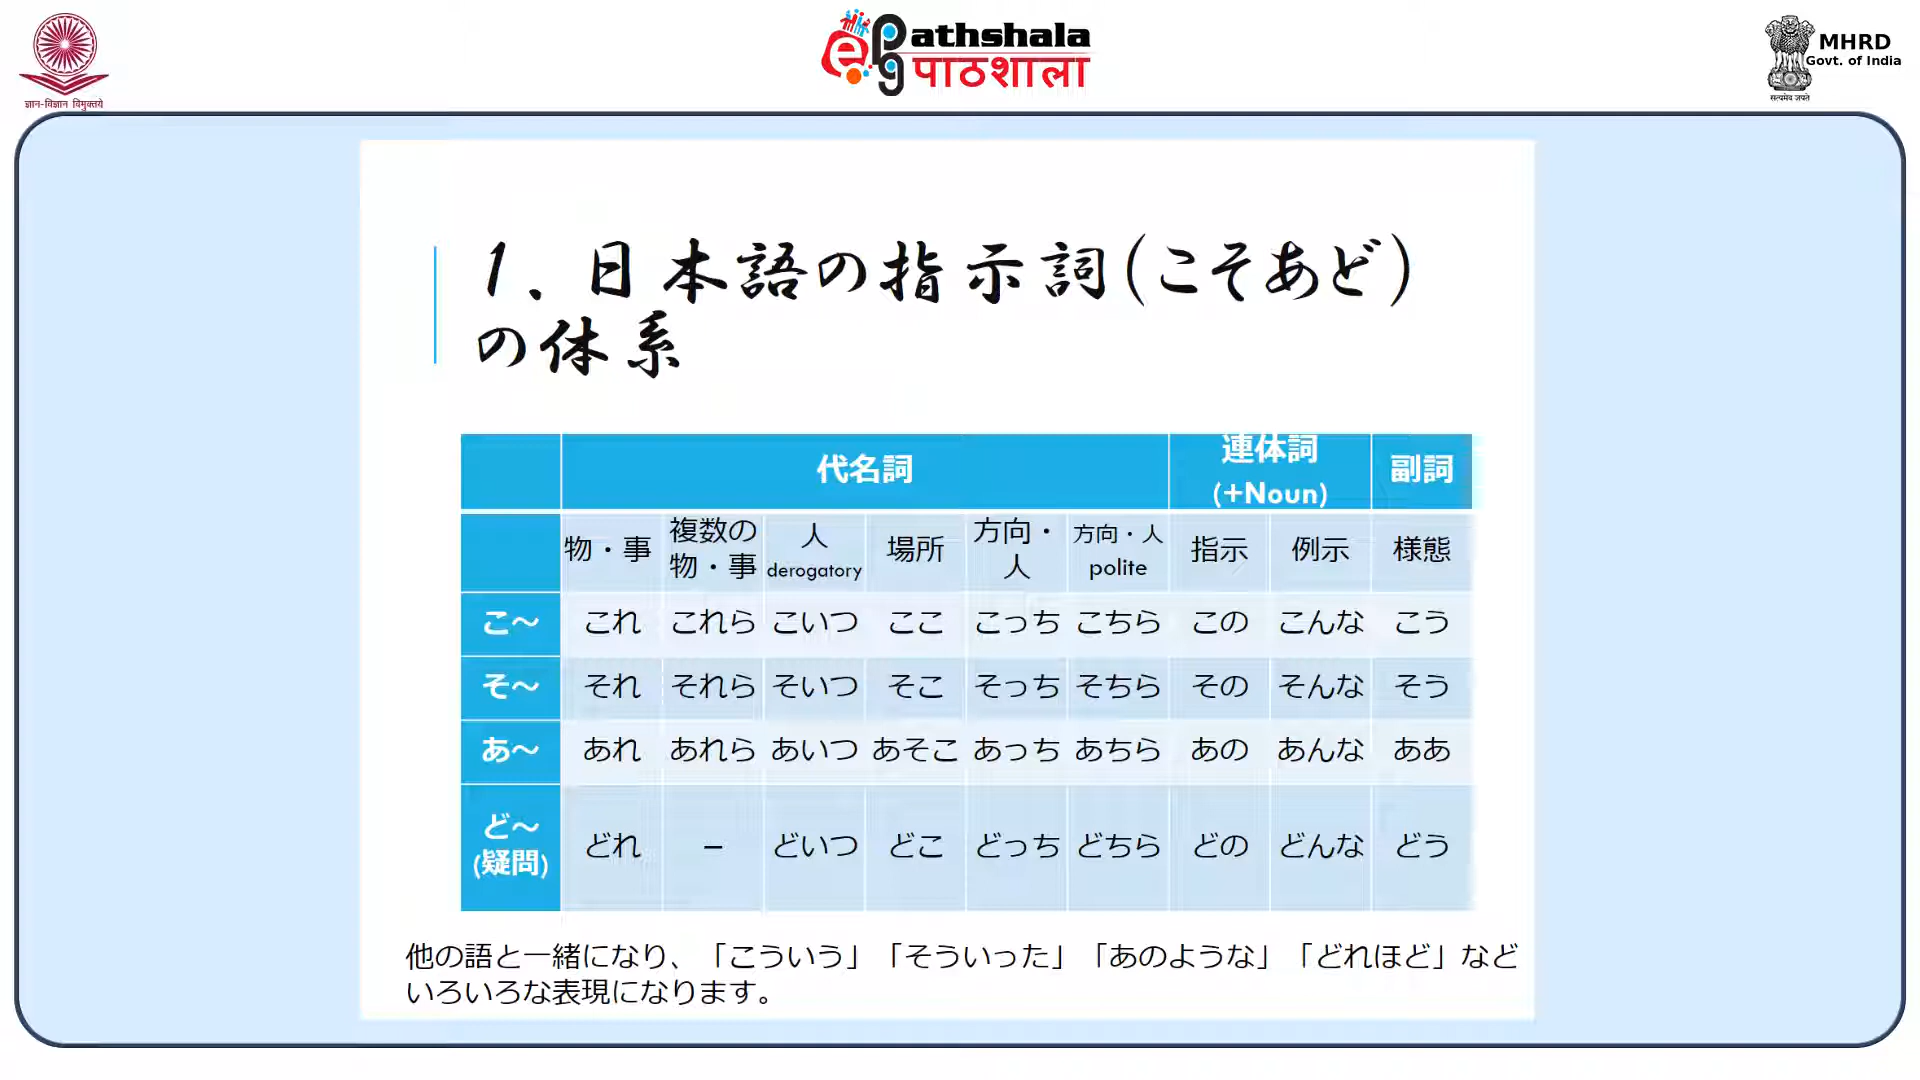 ज्ञान-विज्ञान विमुक्तये
ePathshala
पाठशाला
MHRD
Govt. of India
सत्यमेव जयते
1. 日本語の指示詞(こそあど)
の体系
代名詞 連体詞 (+Noun) 副詞
物・事 複数の物・事 人 derogatory 場所 方向・人 方向・人 polite 指示 例示 様態
こ～ これ これら こいつ ここ こっち こちら この こんな こう
そ～ それ それら そいつ そこ そっち そちら その そんな そう
あ～ あれ あれら あいつ あそこ あっち あちら あの あんな ああ
ど～ (疑問) どれ – どいつ どこ どっち どちら どの どんな どう
他の語と一緒になり、「こういう」「そういった」「あのような」「どれほど」など
いろいろな表現になります。